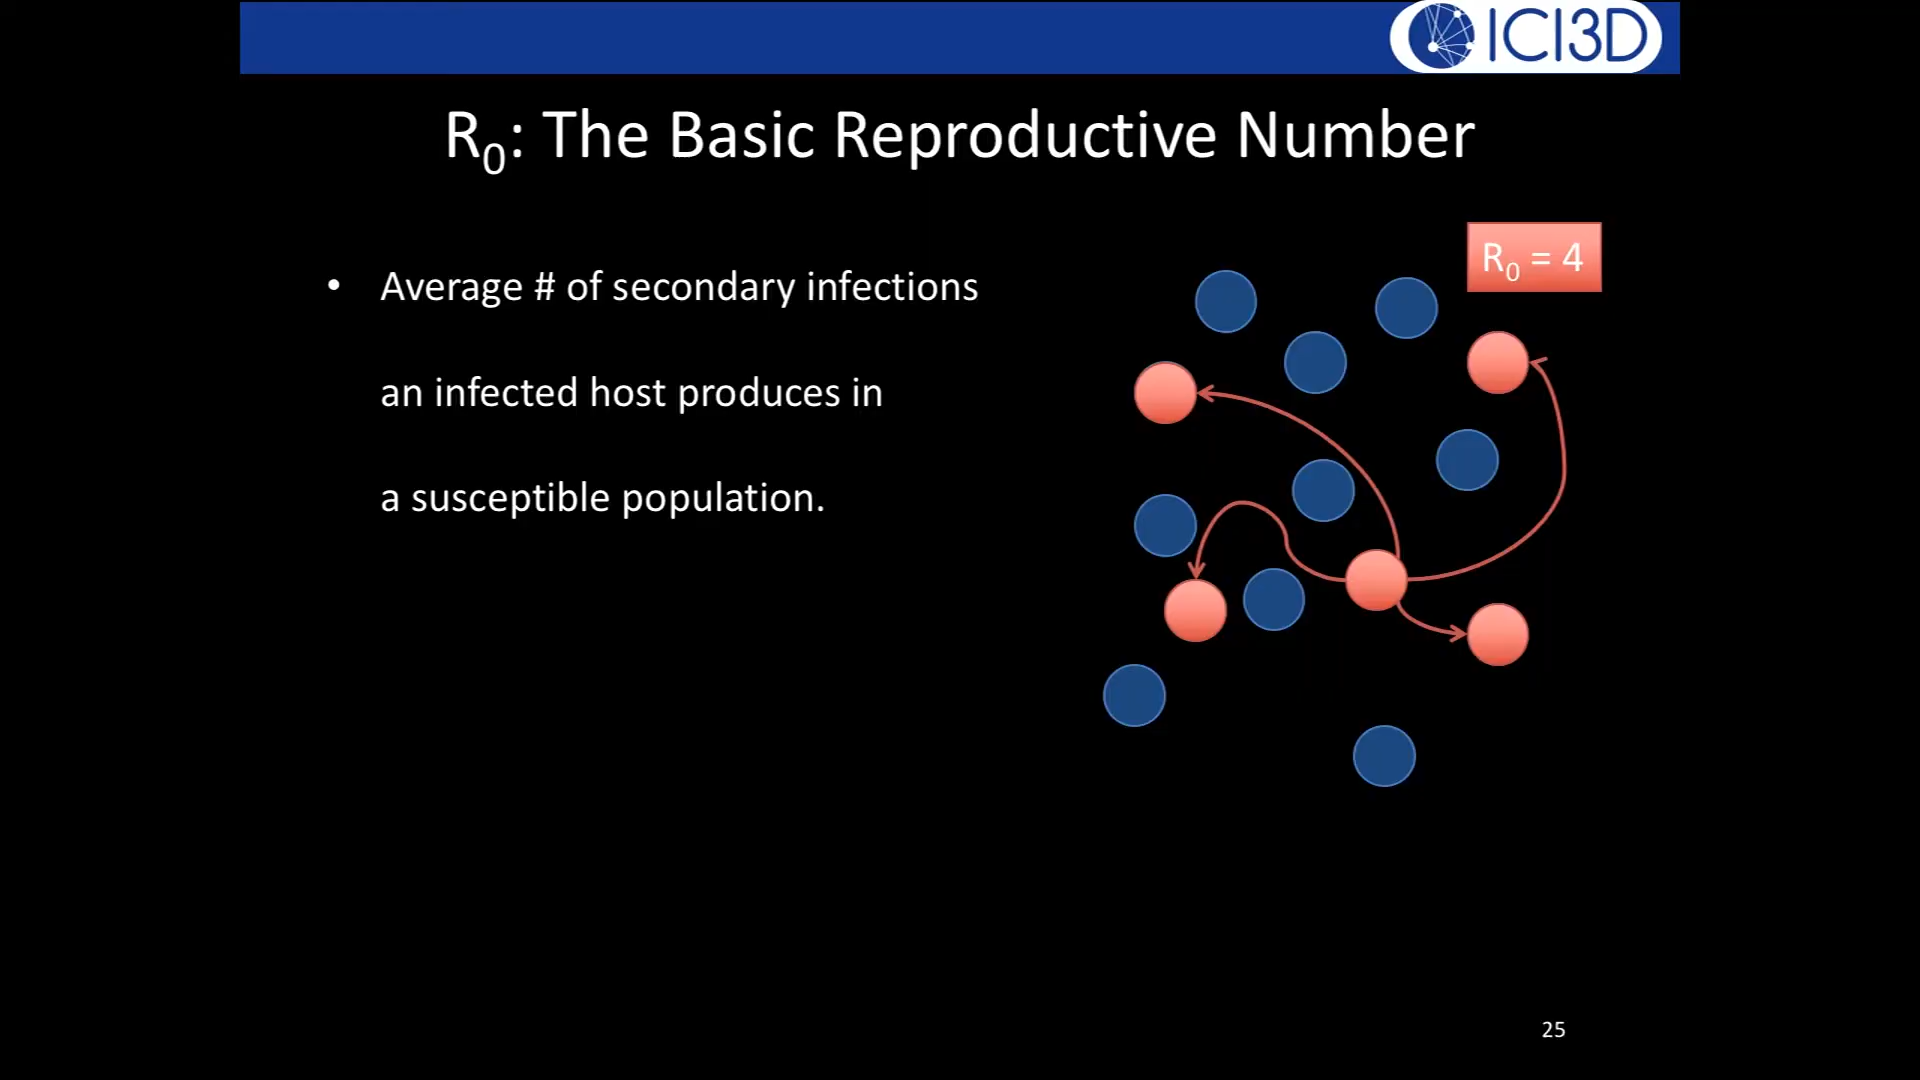 ICI3D
R₀: The Basic Reproductive Number
R₀ = 4
• Average # of secondary infections
an infected host produces in
a susceptible population.
25